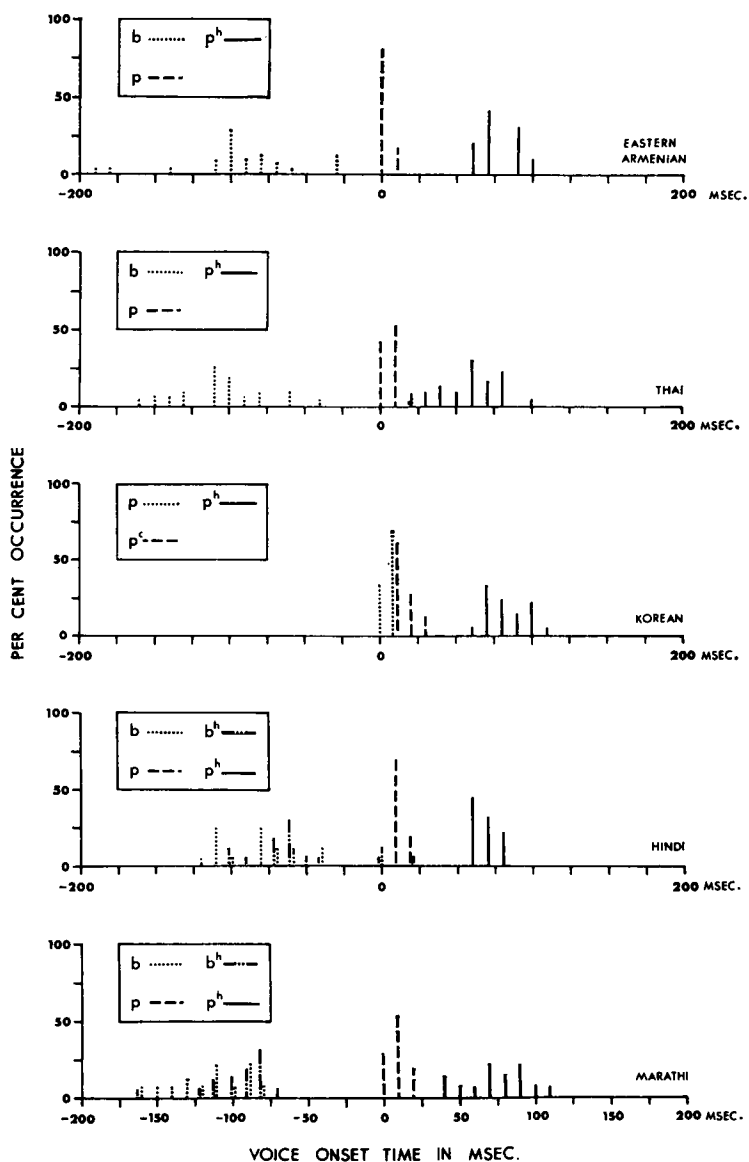 PER CENT OCCURRENCE
100
50
0
b pʰ
p
EASTERN
ARMENIAN
-200 0 200 MSEC.
100
50
0
b pʰ
p
THAI
-200 0 200 MSEC.
100
50
0
p pʰ
pᶜ
KOREAN
-200 0 200 MSEC.
100
50
0
b bʰ
p pʰ
HINDI
-200 0 200 MSEC.
100
50
0
b bʰ
p pʰ
MARATHI
-200 -150 -100 -50 0 50 100 200 MSEC.
VOICE ONSET TIME IN MSEC.